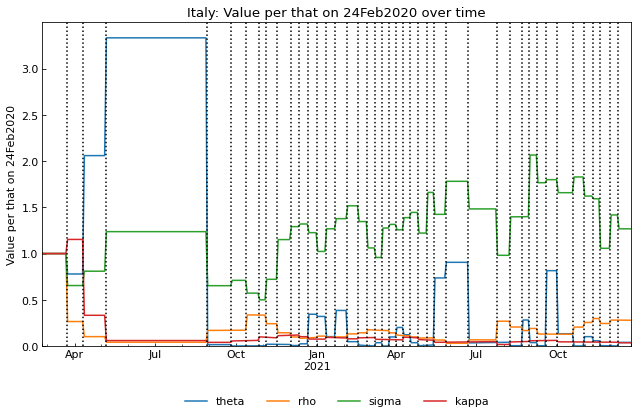 Italy: Value per that on 24Feb2020 over time
Value per that on 24Feb2020
3.0
2.5
2.0
1.5
1.0
0.5
0.0
Apr Jul Oct Jan Apr Jul Oct
2021
theta rho sigma kappa